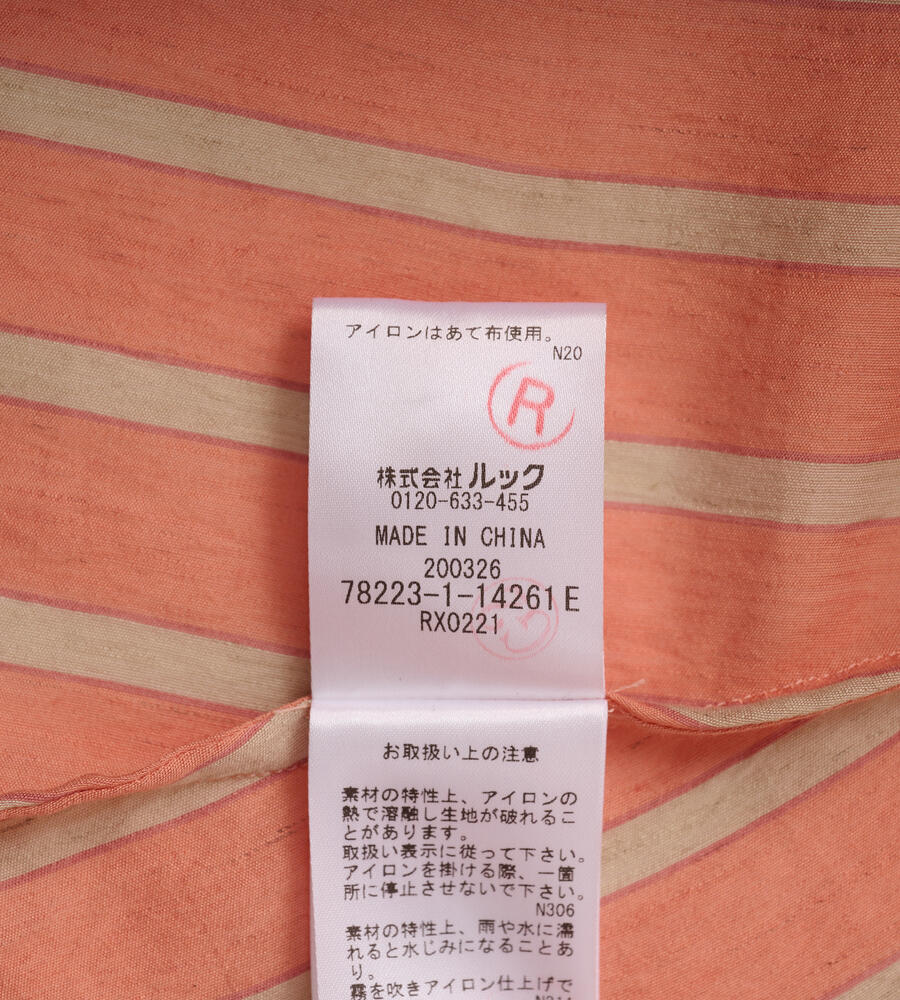 アイロンはあて布使用。
N20
R
株式会社 ルック
0120-633-455
MADE IN CHINA
200326
78223-1-14261E
RX0221
お取扱い上の注意
素材の特性上、アイロンの
熱で溶融し生地が破れるこ
とがあります。
取扱い表示に従って下さい。
アイロンを掛ける際、一箇
所に停止させないで下さい。
N306
素材の特性上、雨や水に濡
れると水じみになることあ
り。
霧を吹きアイロン仕上げで